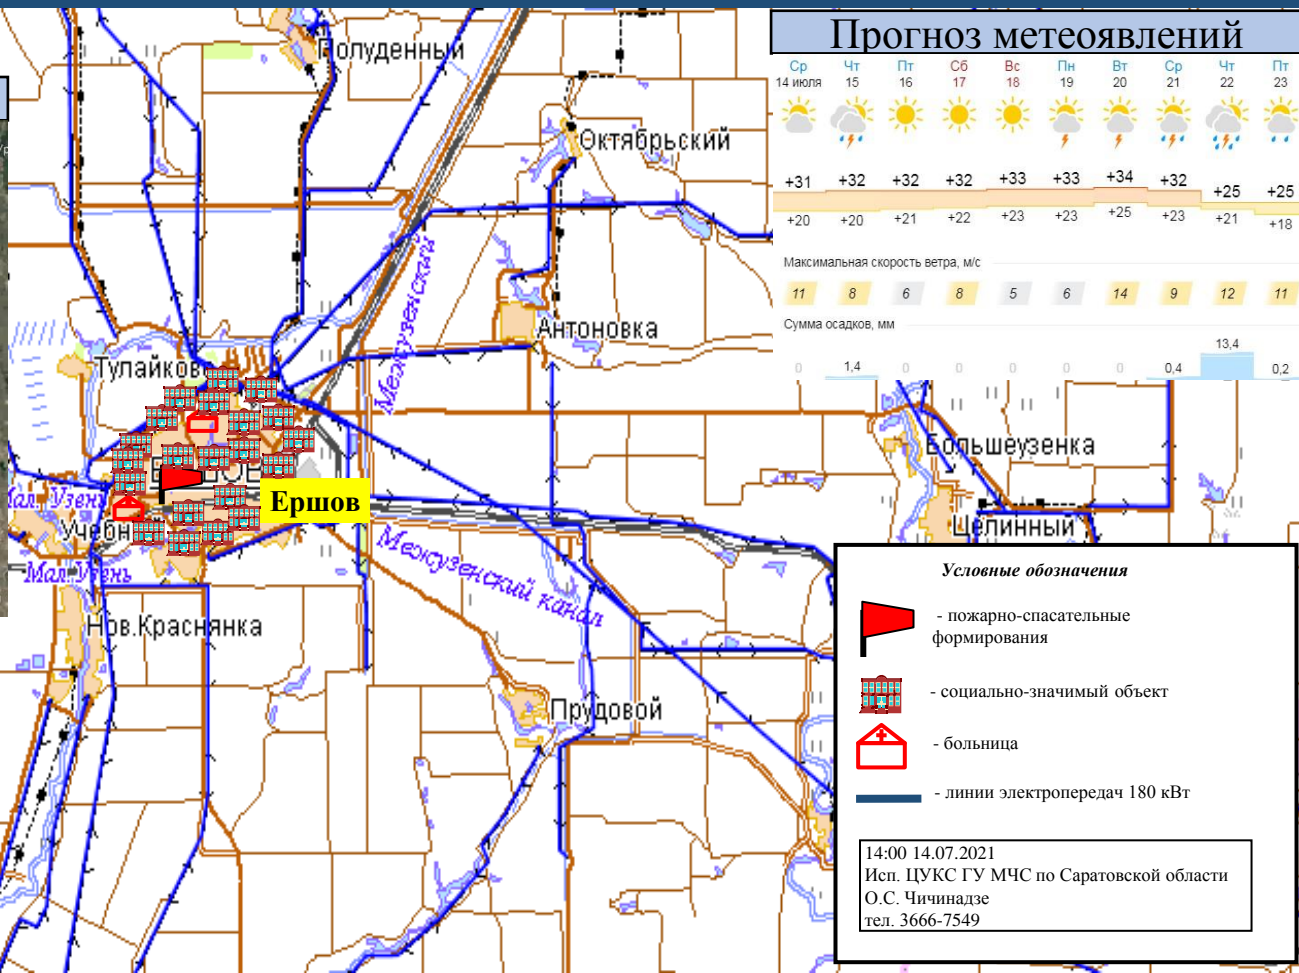 Прогноз метеоявлений
Ср Чт Пт Сб Вс Пн Вт Ср Чт Пт
14 июля 15 16 17 18 19 20 21 22 23
+31 +32 +32 +32 +33 +33 +34 +32 +25 +25
+20 +20 +21 +22 +23 +23 +25 +23 +21 +18
Максимальная скорость ветра, м/с
11 8 6 8 5 6 14 9 12 11
Сумма осадков, мм
0 1,4 0 0 0 0 0 0,4 13,4 0,2
Полуденный
Октябрьский
Межузенский
Антоновка
Тулайково
Большеузенка
Ершов
Мал. Узень
Целинный
Учебн
Межузенский канал
Мал. Узень
Нов.Краснянка
Прудовой
Условные обозначения
- пожарно-спасательные
формирования
- социально-значимый объект
- больница
- линии электропередач 180 кВт
14:00 14.07.2021
Исп. ЦУКС ГУ МЧС по Саратовской области
О.С. Чичинадзе
тел. 3666-7549